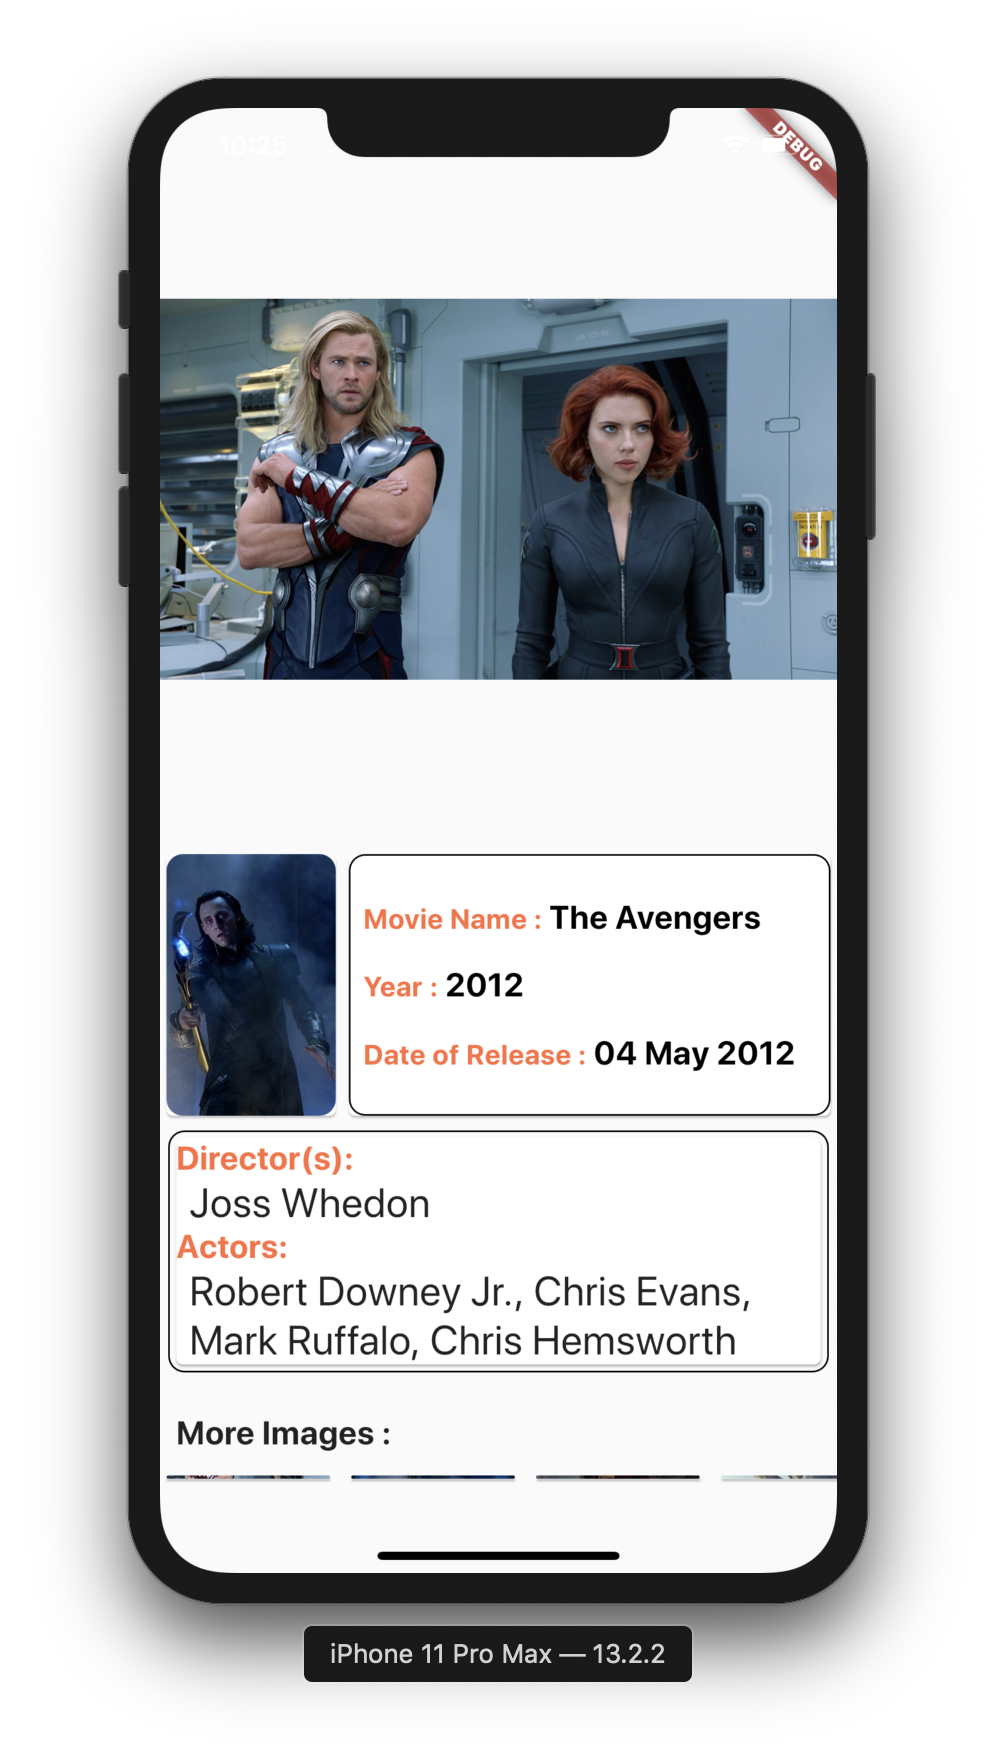 10:25
DEBUG
Movie Name : The Avengers
Year : 2012
Date of Release : 04 May 2012
Director(s):
Joss Whedon
Actors:
Robert Downey Jr., Chris Evans,
Mark Ruffalo, Chris Hemsworth
More Images :
iPhone 11 Pro Max — 13.2.2